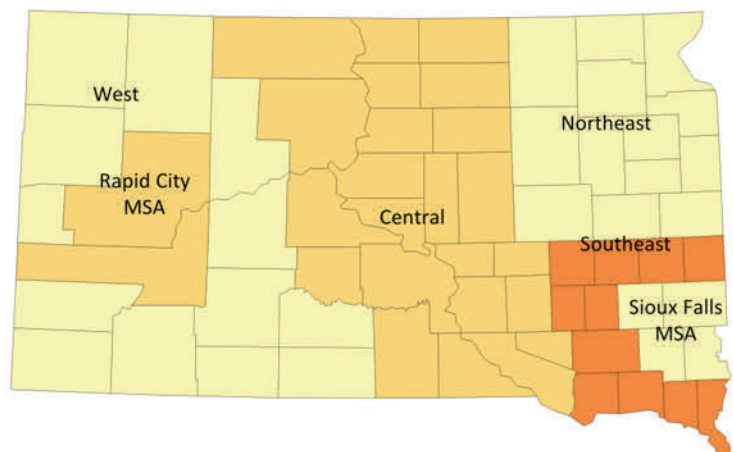 West
Northeast
Rapid City
MSA
Central
Southeast
Sioux Falls
MSA